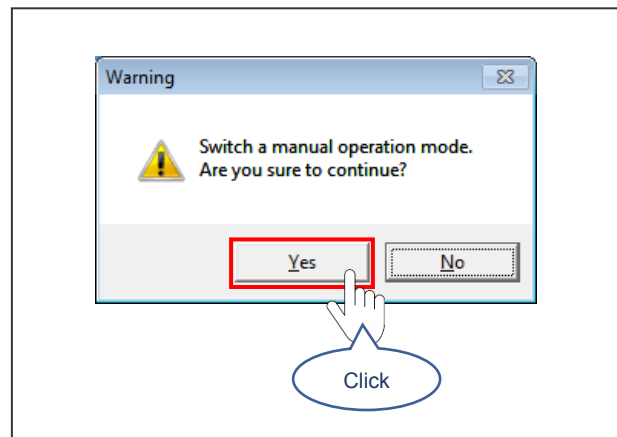 Warning
Switch a manual operation mode.
Are you sure to continue?
Yes
No
Click